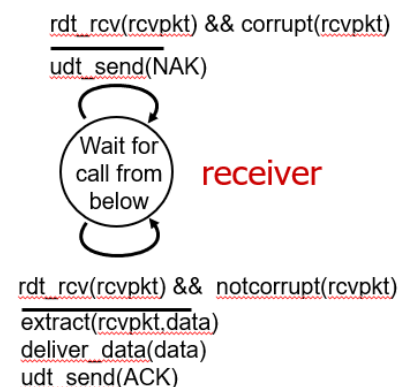 rdt_rcv(rcvpkt) && corrupt(rcvpkt)
udt_send(NAK)
Wait for
call from
below
receiver
rdt_rcv(rcvpkt) && notcorrupt(rcvpkt)
extract(rcvpkt,data)
deliver_data(data)
udt_send(ACK)